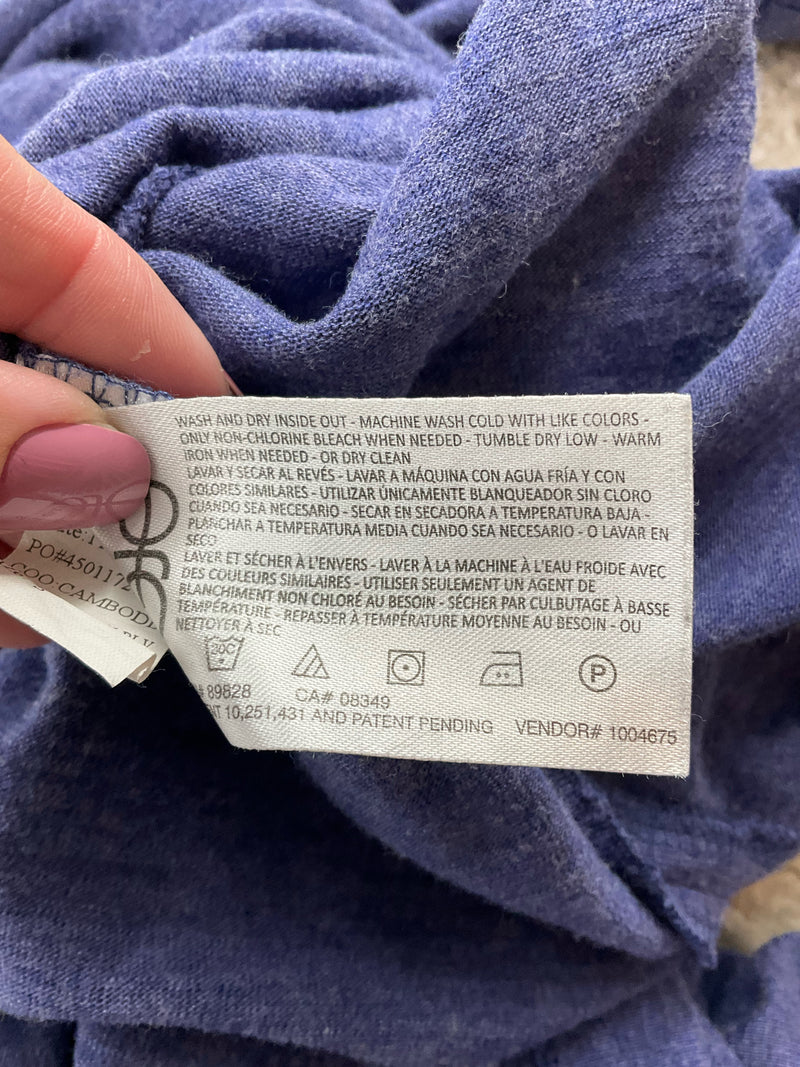 WASH AND DRY INSIDE OUT - MACHINE WASH COLD WITH LIKE COLORS -
ONLY NON-CHLORINE BLEACH WHEN NEEDED - TUMBLE DRY LOW - WARM
IRON WHEN NEEDED - OR DRY CLEAN
LAVAR Y SECAR AL REVÉS - LAVAR A MÁQUINA CON AGUA FRÍA Y CON
COLORES SIMILARES - UTILIZAR ÚNICAMENTE BLANQUEADOR SIN CLORO
CUANDO SEA NECESARIO - SECAR EN SECADORA A TEMPERATURA BAJA -
PLANCHAR A TEMPERATURA MEDIA CUANDO SEA NECESARIO - O LAVAR EN
SECO
LAVER ET SÉCHER À L'ENVERS - LAVER À LA MACHINE À L'EAU FROIDE AVEC
DES COULEURS SIMILAIRES - UTILISER SEULEMENT UN AGENT DE
BLANCHIMENT NON CHLORÉ AU BESOIN - SÉCHER PAR CULBUTAGE À BASSE
TEMPÉRATURE - REPASSER À TEMPÉRATURE MOYENNE AU BESOIN - OU
NETTOYER À SEC
30C
P
# 89828 CA# 08349
10,251,431 AND PATENT PENDING VENDOR# 1004675
PO#4501172
COO:CAMBOD